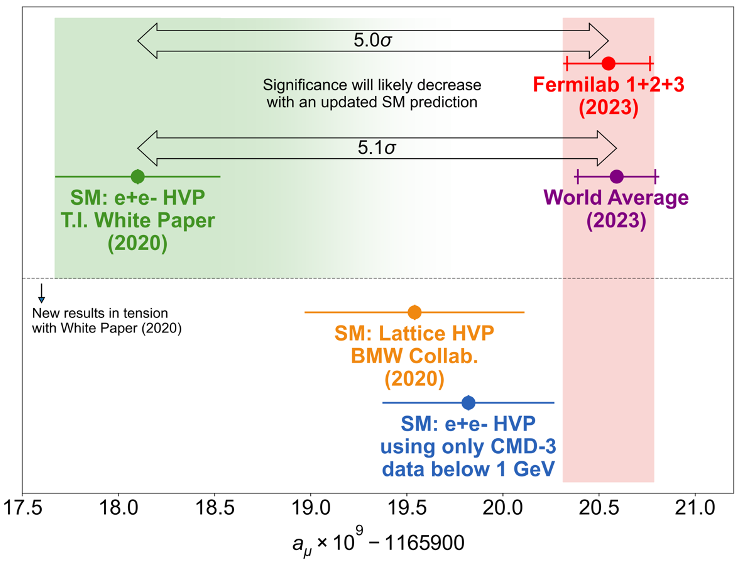 5.0σ
Significance will likely decrease
with an updated SM prediction
Fermilab 1+2+3
(2023)
5.1σ
SM: e+e- HVP
T.I. White Paper
(2020)
World Average
(2023)
New results in tension
with White Paper (2020)
SM: Lattice HVP
BMW Collab.
(2020)
SM: e+e- HVP
using only CMD-3
data below 1 GeV
17.5 18.0 18.5 19.0 19.5 20.0 20.5 21.0
aμ × 10⁹ − 1165900